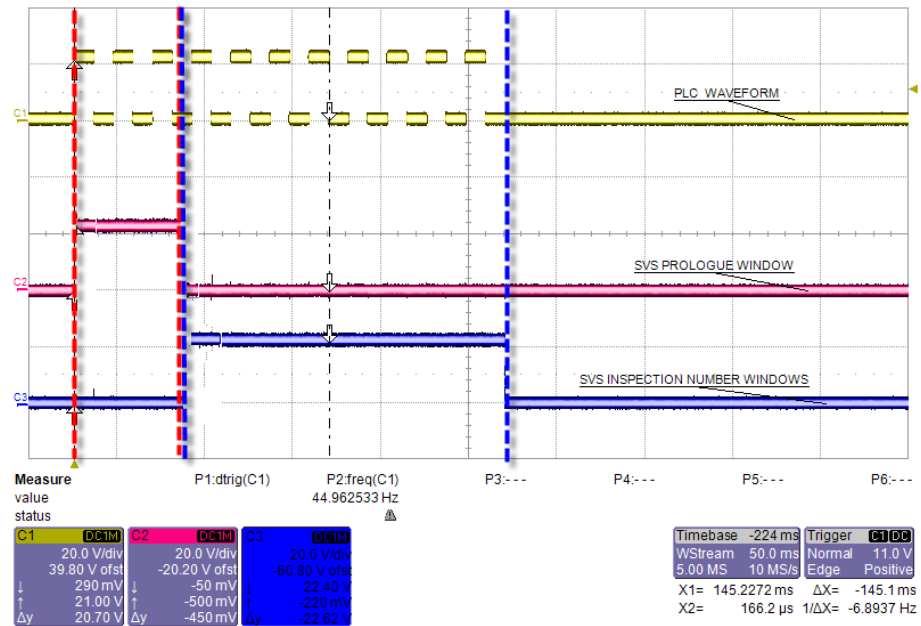 C1
PLC WAVEFORM
C2
SVS PROLOGUE WINDOW
C3
SVS INSPECTION NUMBER WINDOWS
Measure P1:dtrig(C1) P2:freq(C1) P3:--- P4:--- P5:--- P6:---
value 44.962533 Hz
status
C1 DC1M
20.0 V/div
39.80 V ofst
↓ 290 mV
↑ 21.00 V
Δy 20.70 V
C2 DC1M
20.0 V/div
-20.20 V ofst
↓ -50 mV
↑ -500 mV
Δy -450 mV
C3 DC1M
20.0 V/div
-60.80 V ofst
↓ 22.40 V
↑ -220 mV
Δy 22.62 V
Timebase -224 ms
WStream 50.0 ms
5.00 MS 10 MS/s
Trigger C1 DC
Normal 11.0 V
Edge Positive
X1= 145.2272 ms ΔX= -145.1 ms
X2= 166.2 µs 1/ΔX= -6.8937 Hz